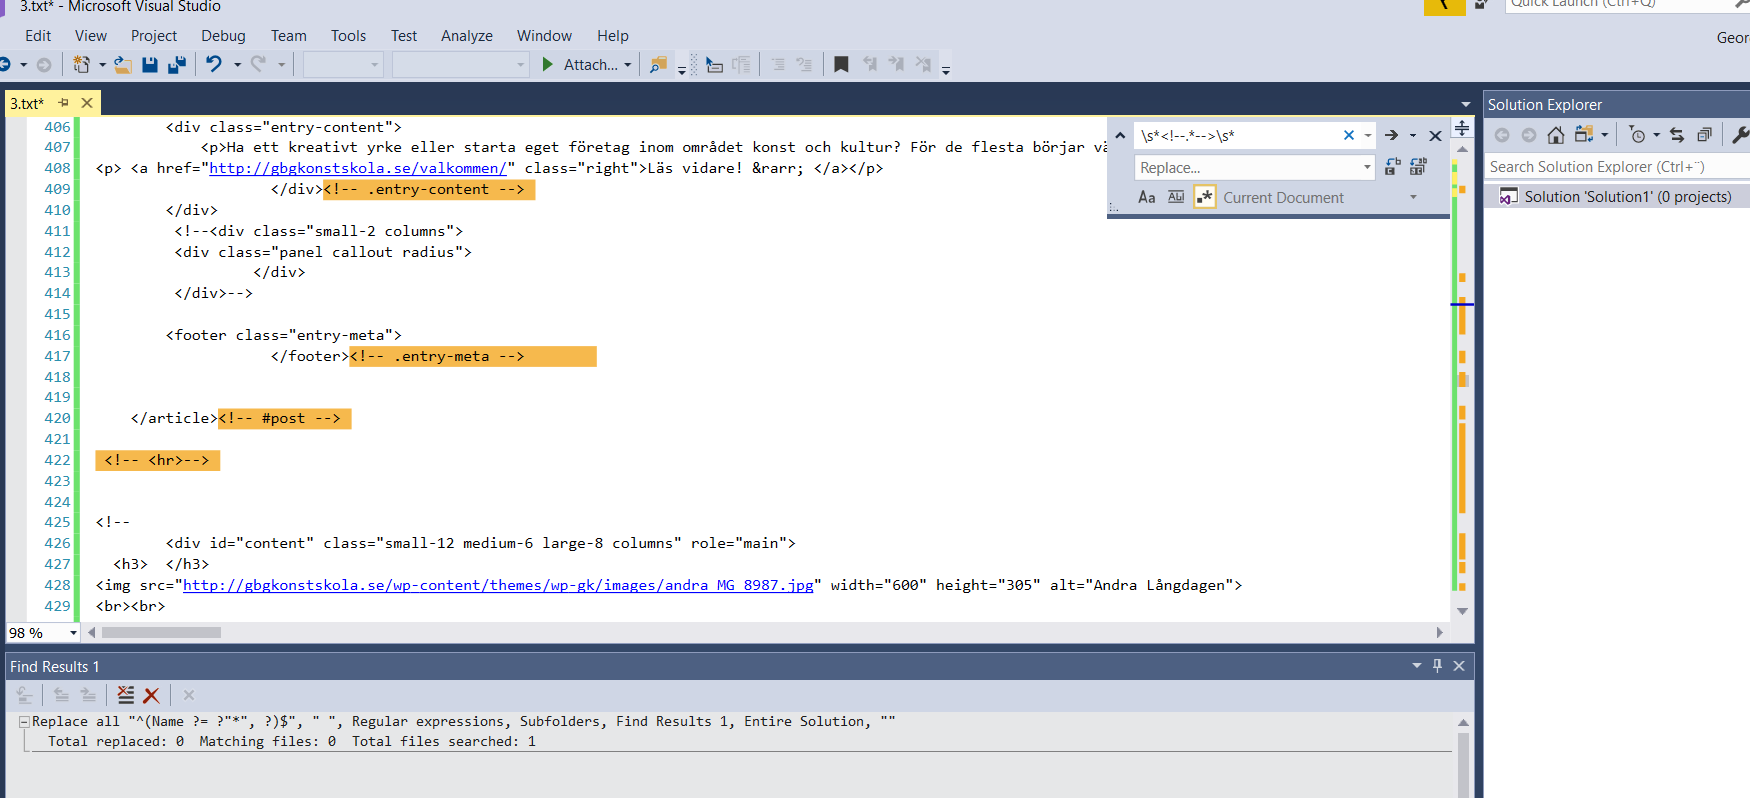 3.txt* - Microsoft Visual Studio
Quick Launch (Ctrl+Q)
Edit View Project Debug Team Tools Test Analyze Window Help
Geor
Attach...
3.txt*
406 <div class="entry-content">
407 <p>Ha ett kreativt yrke eller starta eget företag inom området konst och kultur? För de flesta börjar vä
408 <p> <a href="http://gbgkonstskola.se/valkommen/" class="right">Läs vidare! &rarr; </a></p>
409 </div><!-- .entry-content -->
410 </div>
411 <!--<div class="small-2 columns">
412 <div class="panel callout radius">
413 </div>
414 </div>-->
415
416 <footer class="entry-meta">
417 </footer><!-- .entry-meta -->
418
419
420 </article><!-- #post -->
421
422 <!-- <hr>-->
423
424
425 <!--
426 <div id="content" class="small-12 medium-6 large-8 columns" role="main">
427 <h3> </h3>
428 <img src="http://gbgkonstskola.se/wp-content/themes/wp-gk/images/andra_MG_8987.jpg" width="600" height="305" alt="Andra Långdagen">
429 <br><br>
98 %
\s*<!--.*-->\s*
Replace...
Aa Ab| .* Current Document
Solution Explorer
Search Solution Explorer (Ctrl+¨)
Solution 'Solution1' (0 projects)
Find Results 1
Replace all "^(Name ?= ?"*", ?)$", " ", Regular expressions, Subfolders, Find Results 1, Entire Solution, ""
Total replaced: 0 Matching files: 0 Total files searched: 1